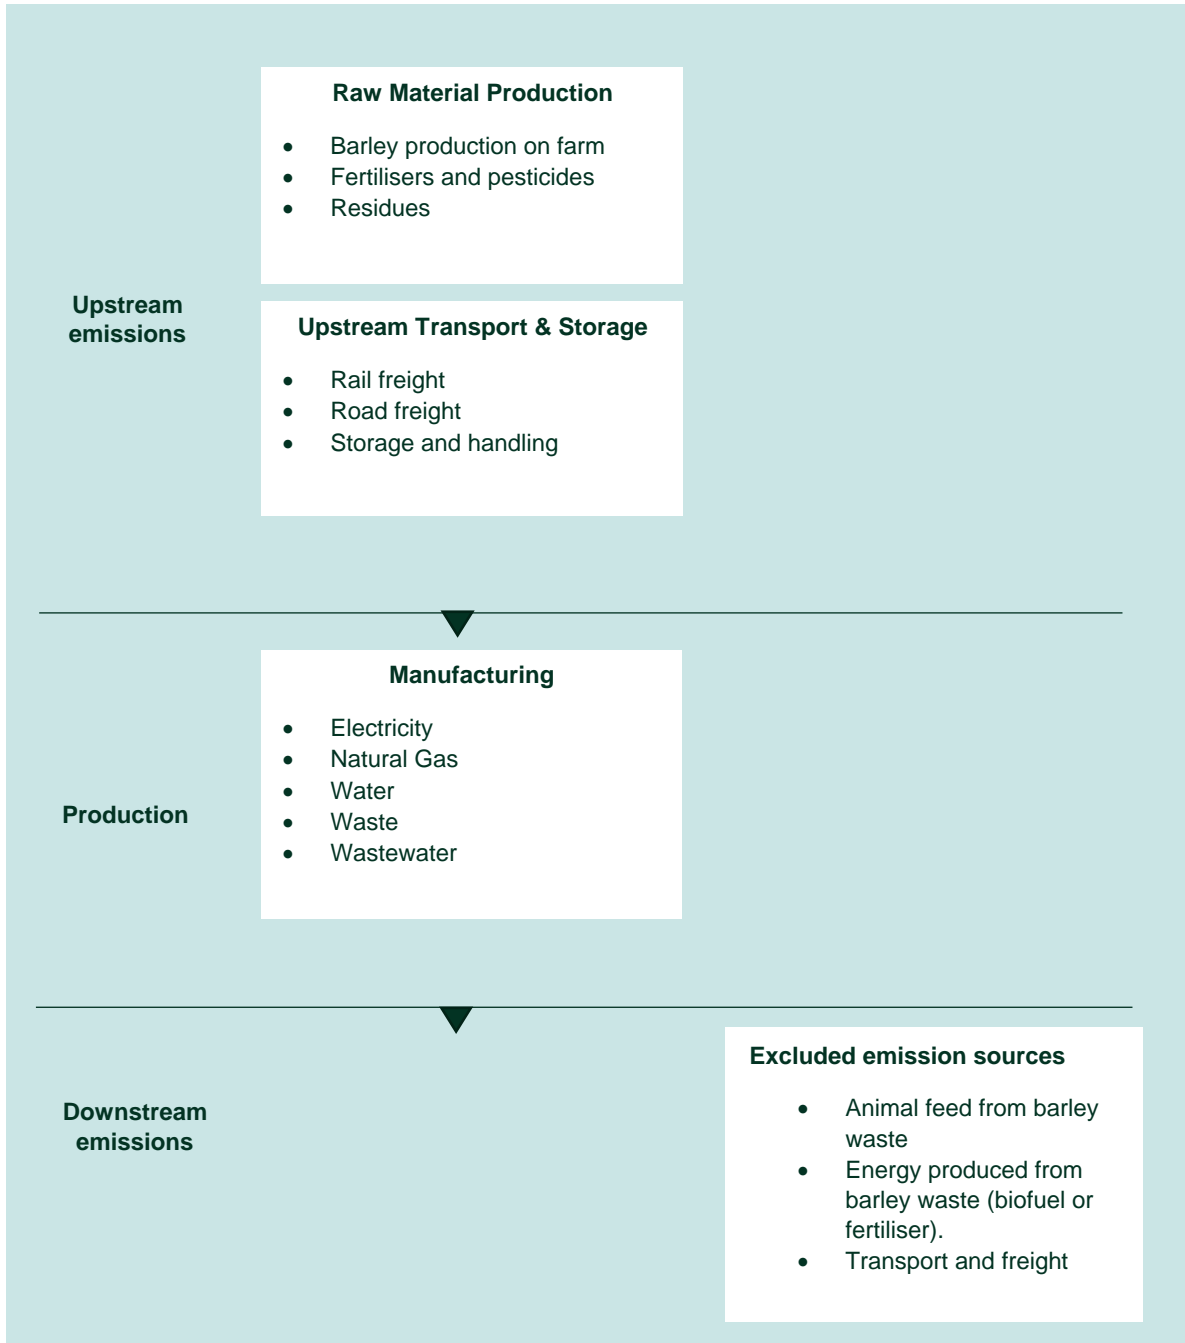 Raw Material Production
• Barley production on farm
• Fertilisers and pesticides
• Residues
Upstream
emissions
Upstream Transport & Storage
• Rail freight
• Road freight
• Storage and handling
Manufacturing
• Electricity
• Natural Gas
• Water
• Waste
• Wastewater
Production
Downstream
emissions
Excluded emission sources
• Animal feed from barley
waste
• Energy produced from
barley waste (biofuel or
fertiliser).
• Transport and freight